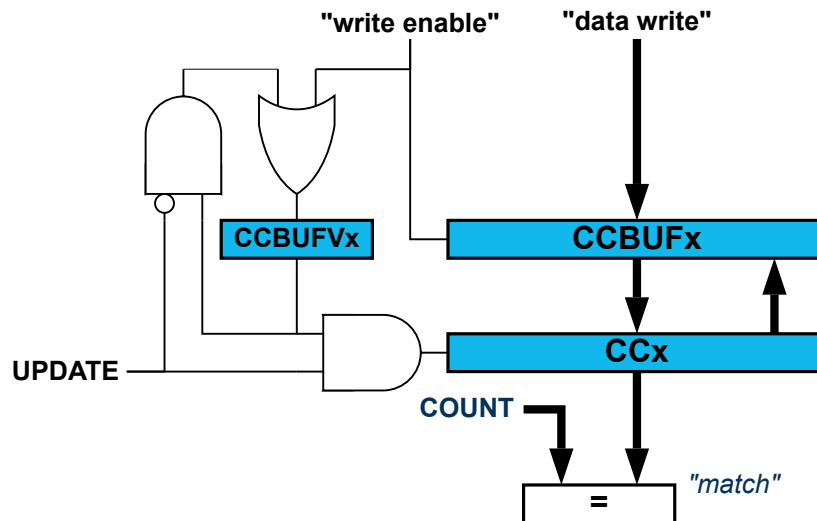 "write enable"
"data write"
CCBUFVx
CCBUFx
CCx
UPDATE
COUNT
"match"
=